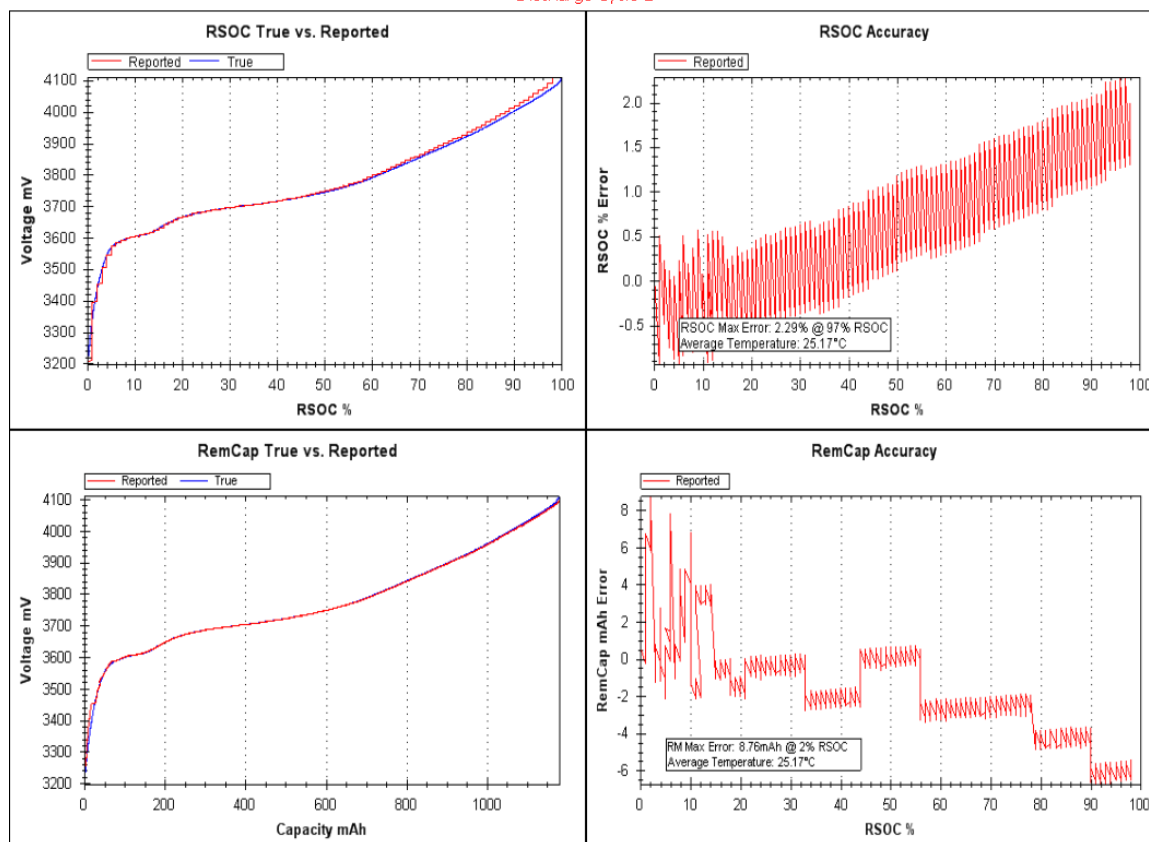 RSOC True vs. Reported
Reported True
4100
4000
3900
3800
3700
3600
3500
3400
3300
3200
Voltage mV
0 10 20 30 40 50 60 70 80 90 100
RSOC %
RSOC Accuracy
Reported
2.0
1.5
1.0
0.5
0.0
-0.5
RSOC % Error
RSOC Max Error: 2.29% @ 97% RSOC
Average Temperature: 25.17°C
0 10 20 30 40 50 60 70 80 90 100
RSOC %
RemCap True vs. Reported
Reported True
4100
4000
3900
3800
3700
3600
3500
3400
3300
3200
Voltage mV
0 200 400 600 800 1000
Capacity mAh
RemCap Accuracy
Reported
8
6
4
2
0
-2
-4
-6
RemCap mAh Error
RM Max Error: 8.76mAh @ 2% RSOC
Average Temperature: 25.17°C
0 10 20 30 40 50 60 70 80 90 100
RSOC %